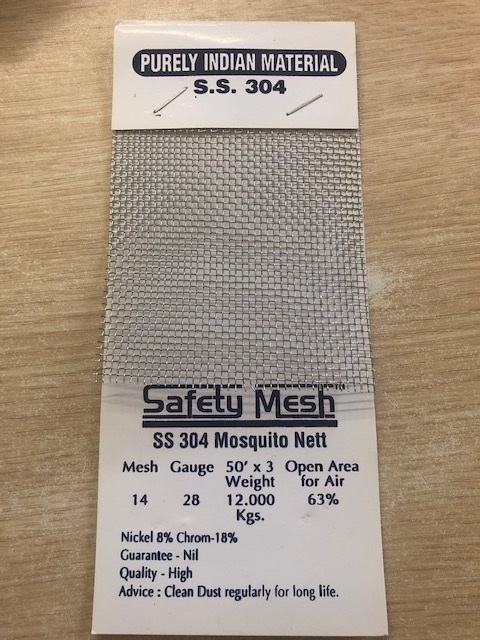 PURELY INDIAN MATERIAL
S.S. 304
Safety Mesh
SS 304 Mosquito Nett
Mesh Gauge 50' x 3 Open Area
Weight for Air
14 28 12.000 63%
Kgs.
Nickel 8% Chrom-18%
Guarantee - Nil
Quality - High
Advice : Clean Dust regularly for long life.